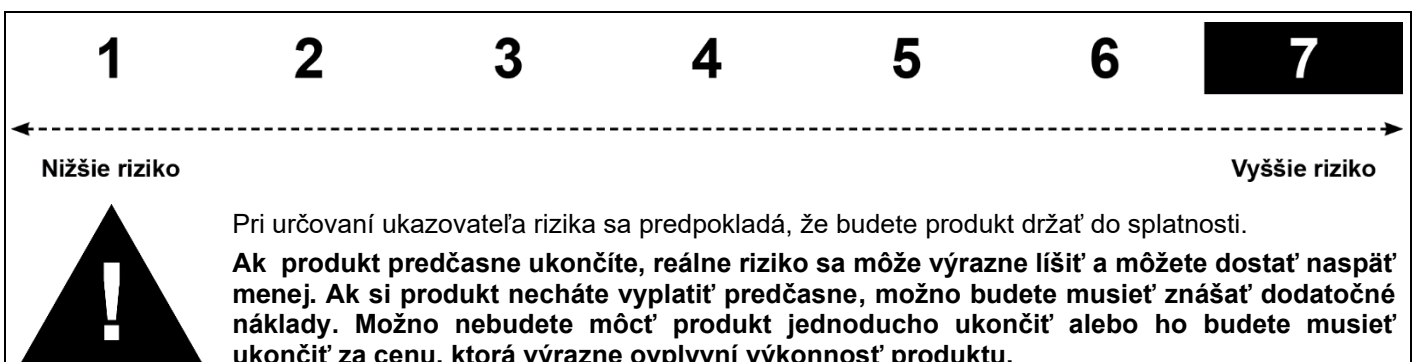 1 2 3 4 5 6 7
Nižšie riziko Vyššie riziko
Pri určovaní ukazovateľa rizika sa predpokladá, že budete produkt držať do splatnosti.
Ak produkt predčasne ukončíte, reálne riziko sa môže výrazne líšiť a môžete dostať naspäť
menej. Ak si produkt necháte vyplatiť predčasne, možno budete musieť znášať dodatočné
náklady. Možno nebudete môcť produkt jednoducho ukončiť alebo ho budete musieť
ukončiť za cenu, ktorá výrazne ovplyvní výkonnosť produktu.